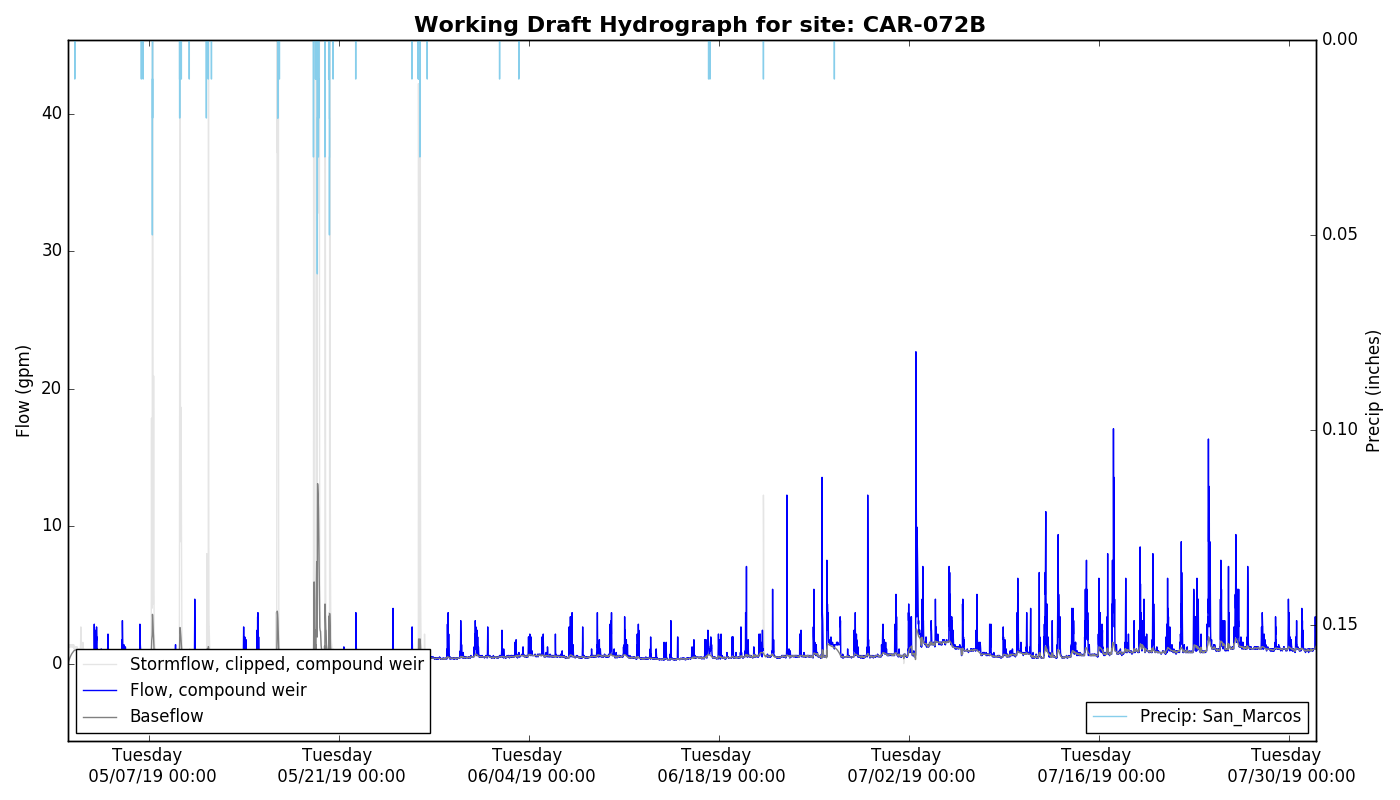 Working Draft Hydrograph for site: CAR-072B
0.00
40
0.05
30
Flow (gpm)
Precip (inches)
20
0.10
10
0.15
0
Stormflow, clipped, compound weir
Flow, compound weir
Baseflow
Precip: San_Marcos
Tuesday
05/07/19 00:00
Tuesday
05/21/19 00:00
Tuesday
06/04/19 00:00
Tuesday
06/18/19 00:00
Tuesday
07/02/19 00:00
Tuesday
07/16/19 00:00
Tuesday
07/30/19 00:00